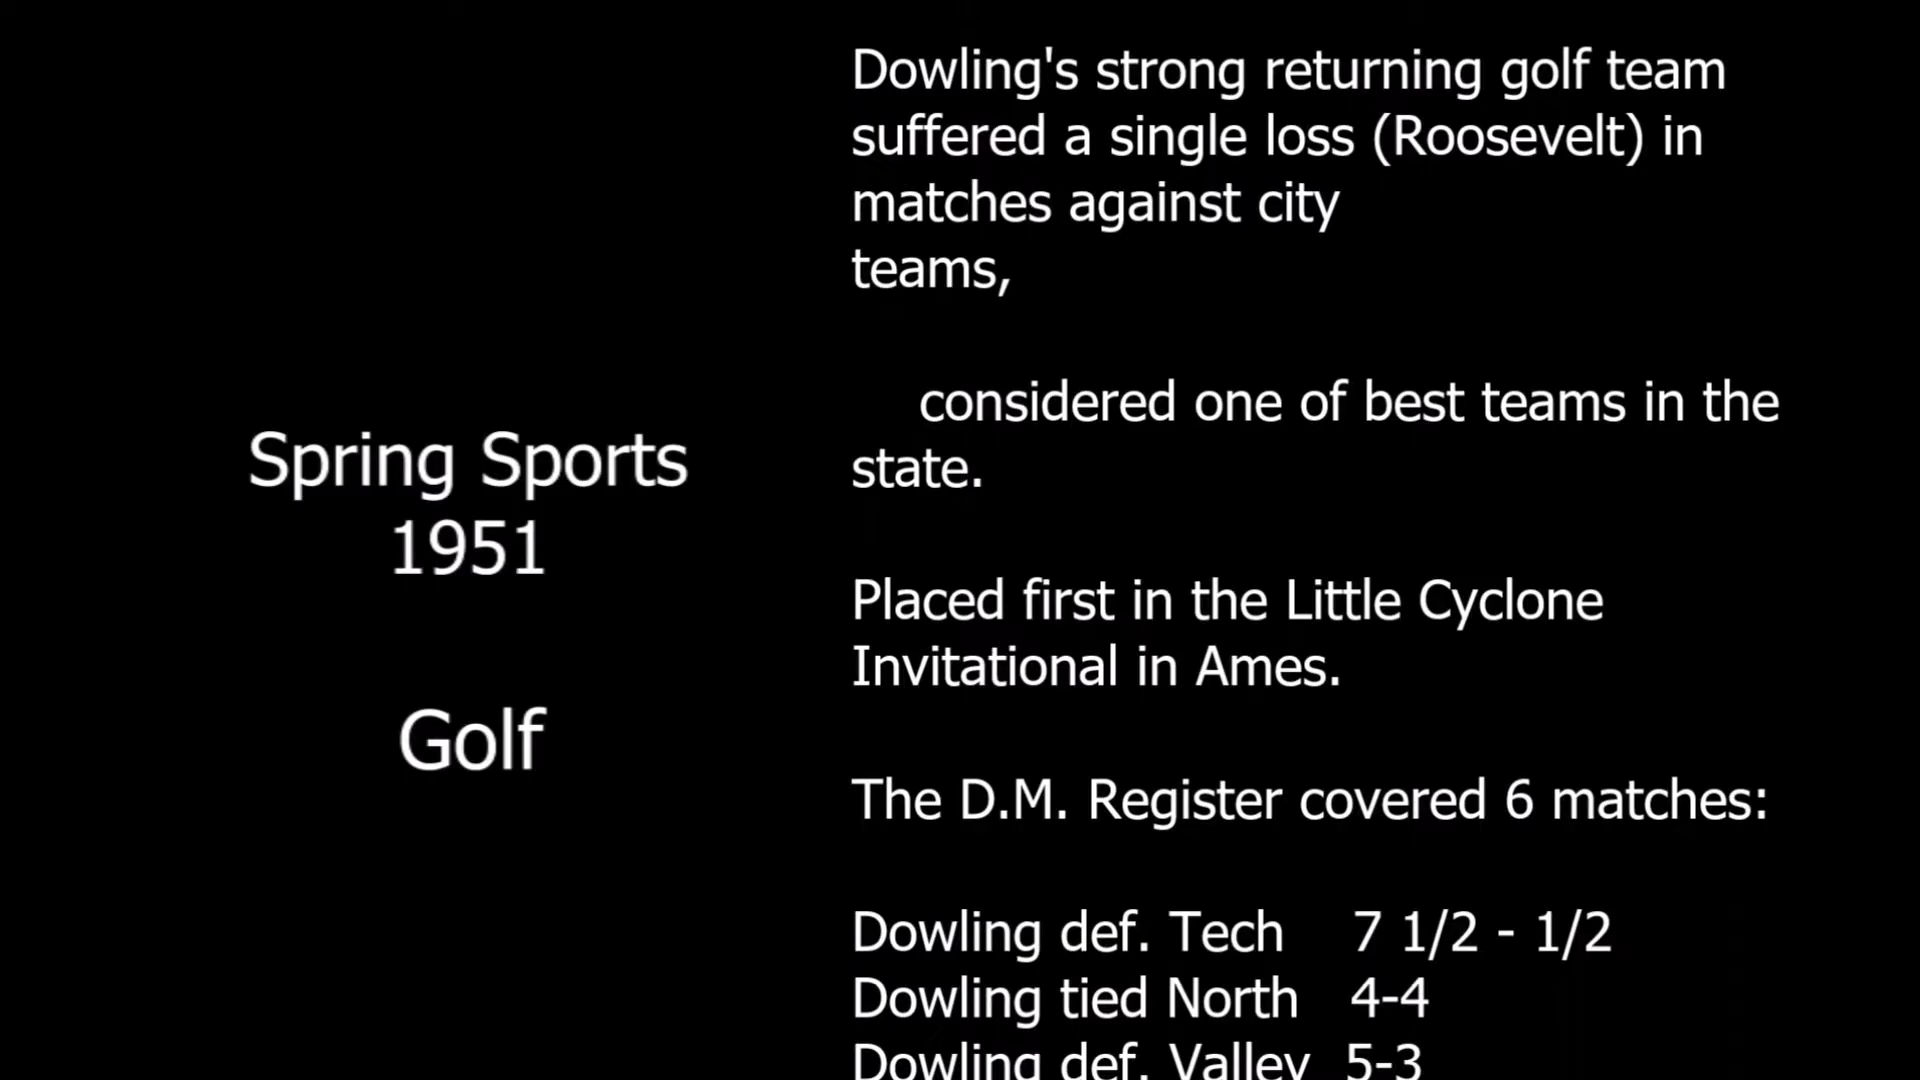 Spring Sports
1951
Golf
Dowling's strong returning golf team
suffered a single loss (Roosevelt) in
matches against city
teams,
considered one of best teams in the
state.
Placed first in the Little Cyclone
Invitational in Ames.
The D.M. Register covered 6 matches:
Dowling def. Tech 7 1/2 - 1/2
Dowling tied North 4-4
Dowling def. Valley 5-3